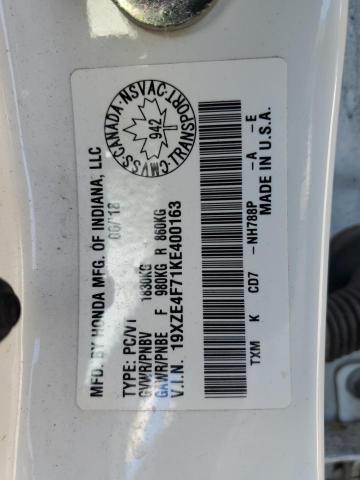 MFD. BY HONDA MFG. OF INDIANA, LLC
06/18
TYPE: PC/VT
GVWR/PNBV 1830KG
GAWR/PNBE F 980KG R 860KG
V.I.N. 19XZE4F71KE400163
CANADA · NSVAC · TRANSPORT · CMVSS
942
TXM K CD7 -NH788P -A -E
MADE IN U.S.A.